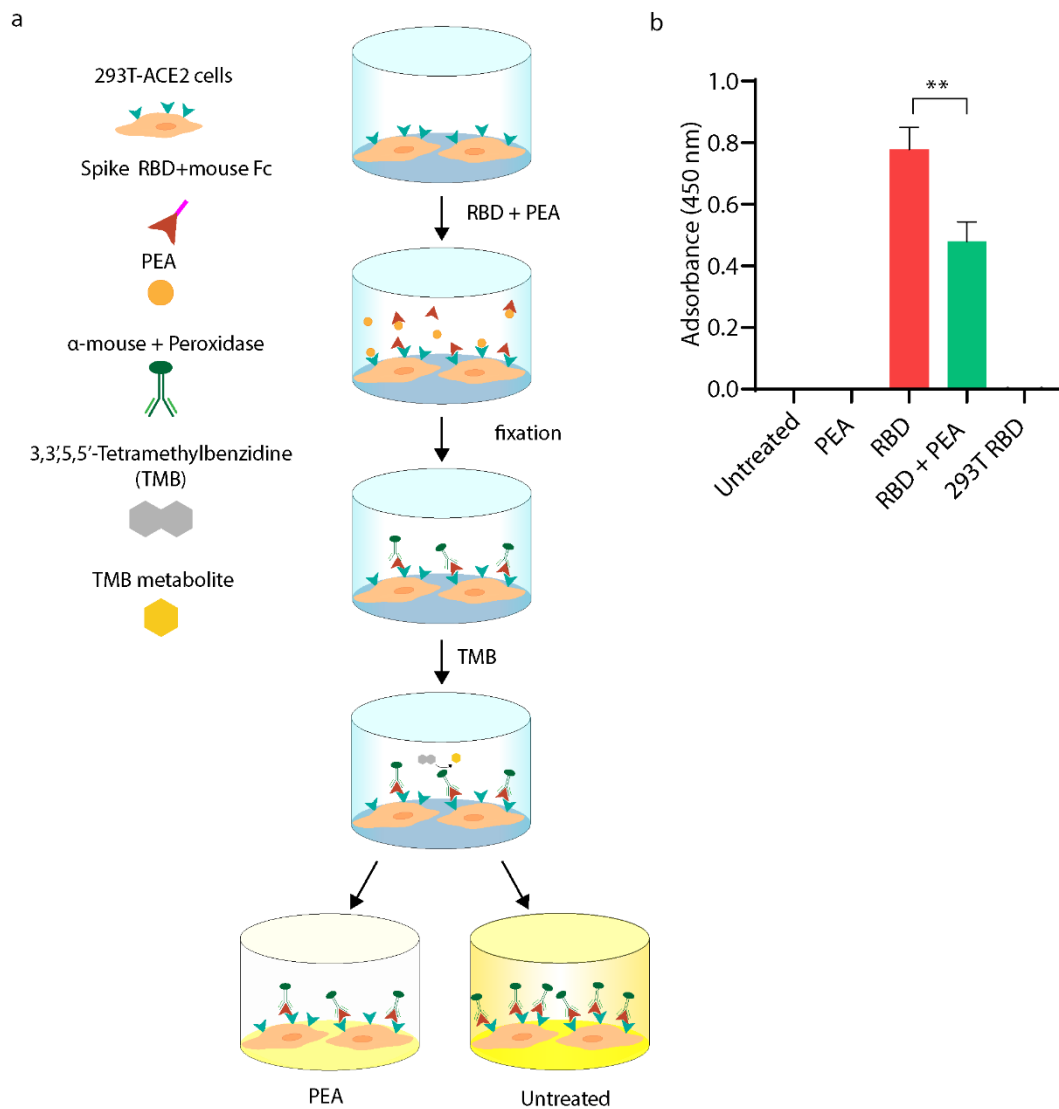 a
293T-ACE2 cells
Spike RBD+mouse Fc
PEA
α-mouse + Peroxidase
3,3',5,5'-Tetramethylbenzidine
(TMB)
TMB metabolite
RBD + PEA
fixation
TMB
PEA
Untreated
b
Adsorbance (450 nm)
1.0
0.8
0.6
0.4
0.2
0.0
**
Untreated
PEA
RBD
RBD + PEA
293T RBD